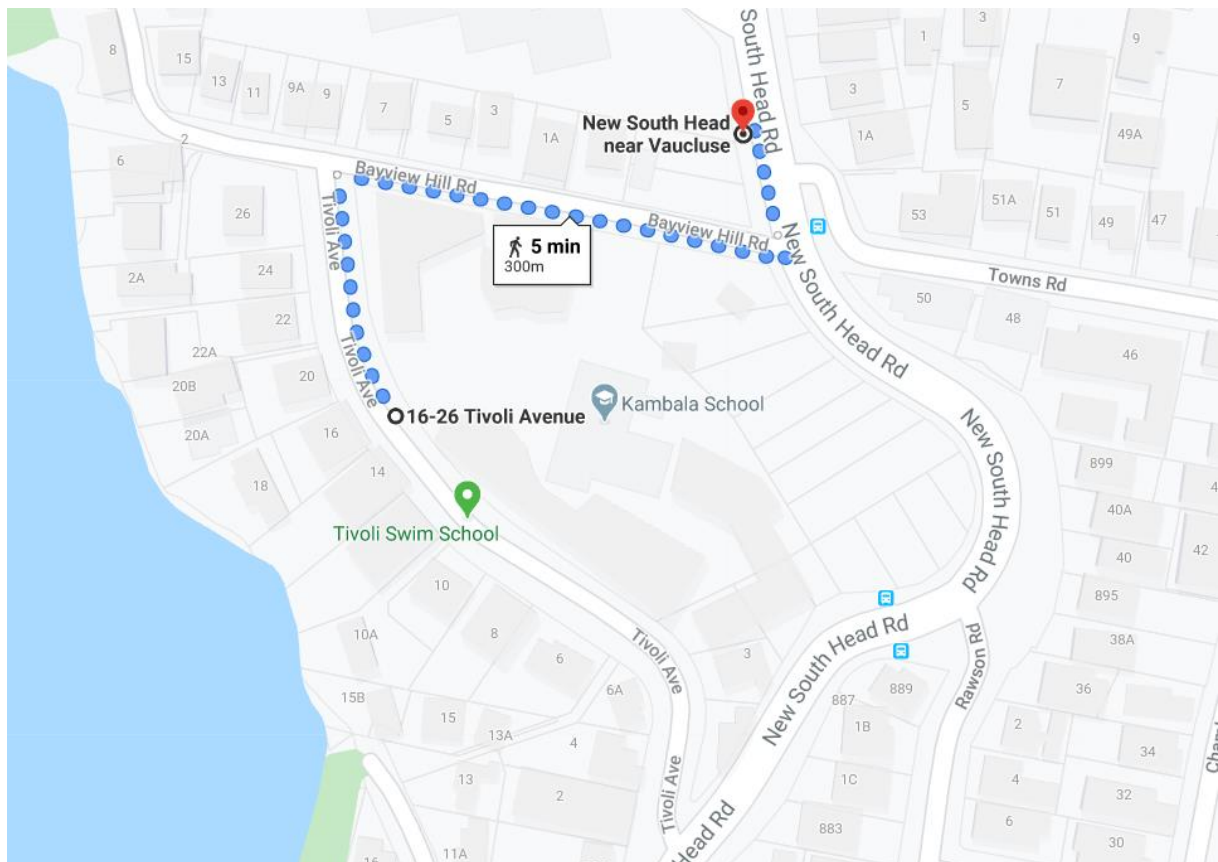 8
15
13
11
9A
9
7
5
3
1A
South Head Rd
New South Head
near Vaucluse
1
3
3
5
1A
9
7
49A
2
6
Bayview Hill Rd
Bayview Hill Rd
5 min
300m
New South Head Rd
53
51A
51
49
47
Towns Rd
26
Tivoli Ave
24
2A
22
22A
20
20B
20A
Tivoli Ave
16-26 Tivoli Avenue
Kambala School
50
48
46
New South Head Rd
16
14
18
Tivoli Swim School
899
40A
40
42
4
895
38A
36
34
32
30
Rawson Rd
New South Head Rd
887
889
1B
1C
883
2
4
6
10
8
6
6A
10A
15B
15
13A
13
11A
4
2
3
Tivoli Ave
Tivoli Ave
Head Rd
16